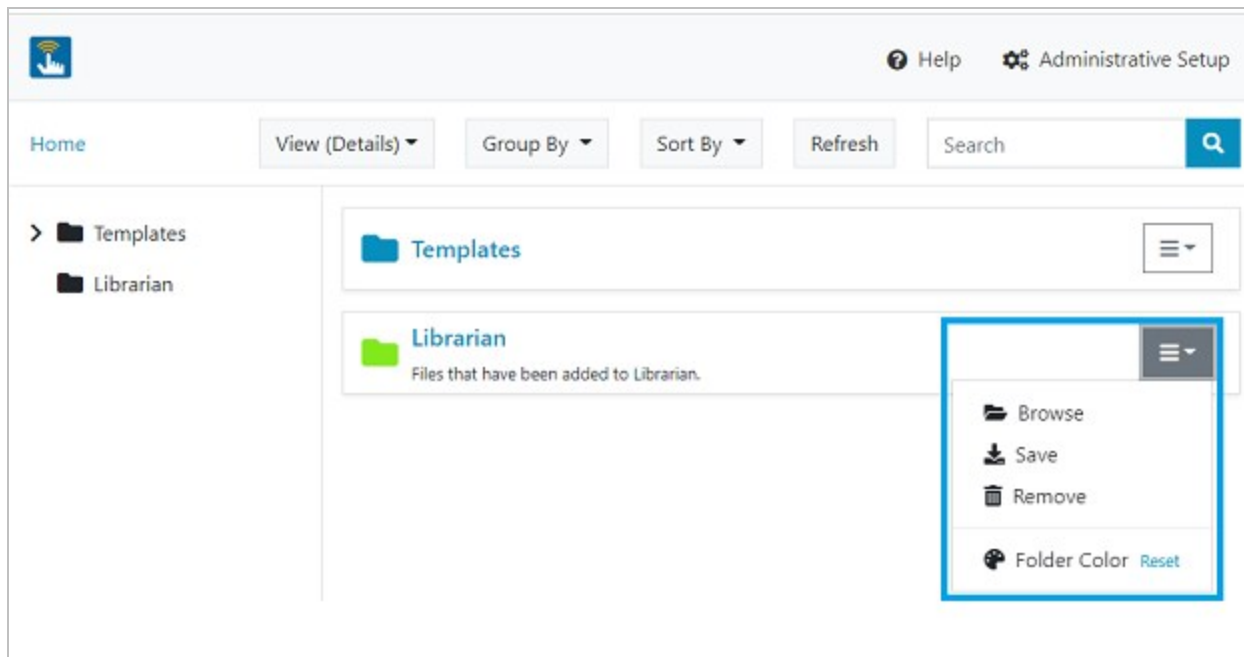 Help Administrative Setup
Home View (Details) Group By Sort By Refresh Search
Templates
Librarian
Templates
Librarian
Files that have been added to Librarian.
Browse
Save
Remove
Folder Color Reset